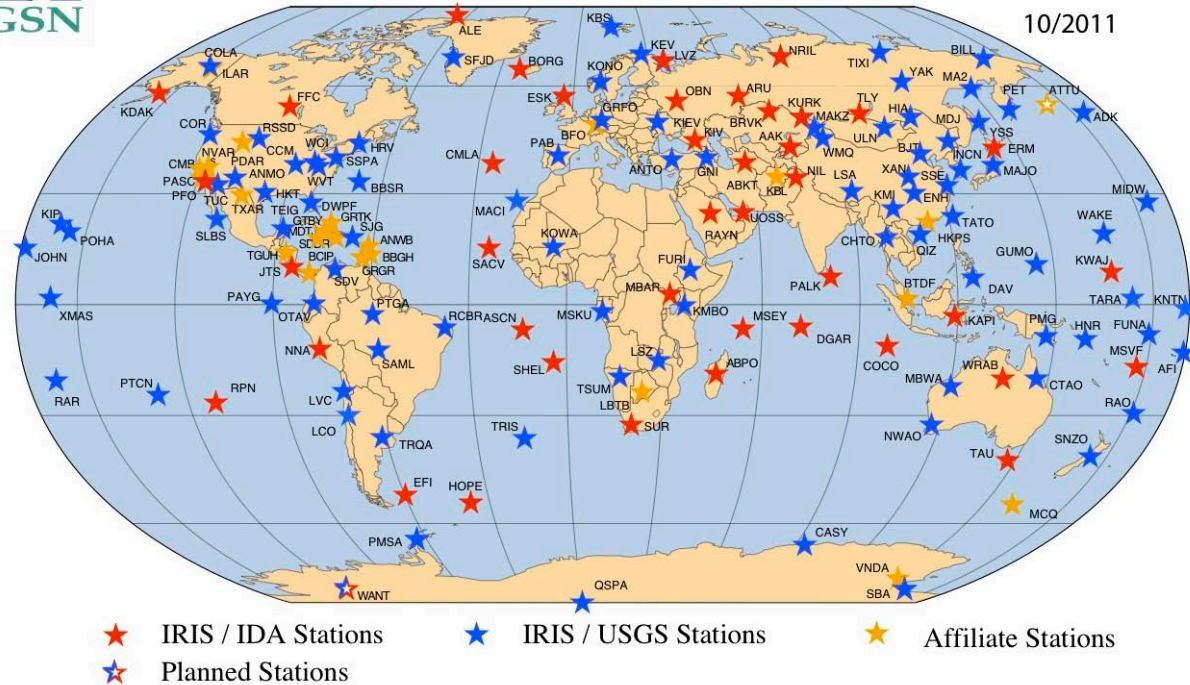 GSN
10/2011
KBS
ALE
COLA
SFJD
BORG
KEV
LVZ
NRIL
TIXI
BILL
ILAR
KONO
YAK
MA2
KDAK
FFC
ESK
GRFO
OBN
ARU
KURK
TLY
HIA
PET
ATTU
ADK
COR
RSSD
BFO
KIEV
BRVK
MAKZ
MDJ
YSS
NVAR
CCM
WCI
HRV
PAB
KIV
AAK
ULN
BJT
INCN
ERM
CMB
PDAR
ANMO
SSPA
CMLA
ANTO
GNI
WMQ
XAN
SSE
MAJO
PASC
WVT
BBSR
ABKT
NIL
KBL
LSA
PFO
TUC
HKT
KMI
ENH
MIDW
TXAR
TEIG
DWPF
MACI
UOSS
KIP
GTBY
GRTK
RAYN
TATO
WAKE
POHA
SLBS
MDT
SJG
KOWA
CHTO
HKPS
JOHN
ANWB
QIZ
GUMO
TGUH
BCIP
BBGH
SACV
FURI
KWAJ
JTS
SDV
GRGR
MBAR
PALK
BTDF
DAV
TARA
KNTN
XMAS
PAYG
OTAV
PTGA
RCBR
ASCN
MSKU
KMBO
MSEY
DGAR
KAPI
PMG
HNR
FUNA
NNA
SAML
SHEL
LSZ
ABPO
COCO
WRAB
MSVF
AFI
RAR
PTCN
RPN
LVC
TSUM
LBTB
MBWA
CTAO
RAO
LCO
TRQA
TRIS
SUR
NWAO
TAU
SNZO
EFI
HOPE
MCQ
PMSA
CASY
WANT
QSPA
VNDA
SBA
IRIS / IDA Stations
IRIS / USGS Stations
Affiliate Stations
Planned Stations